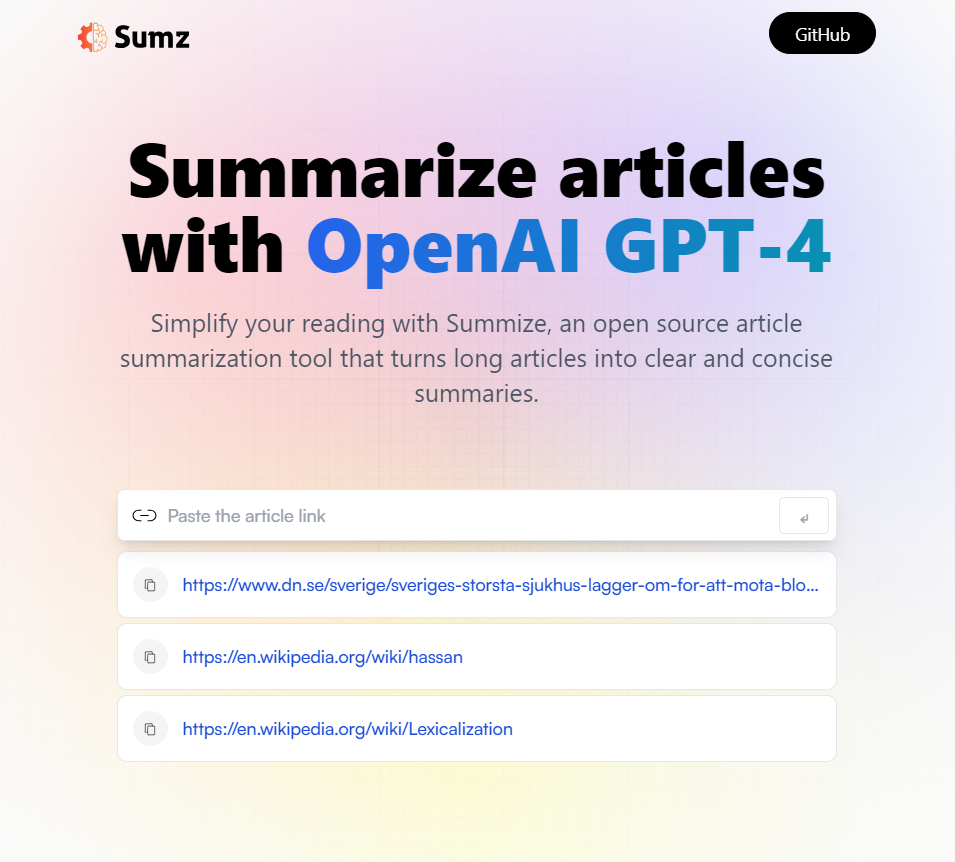 Sumz
GitHub
Summarize articles
with OpenAI GPT-4
Simplify your reading with Summize, an open source article
summarization tool that turns long articles into clear and concise
summaries.
Paste the article link
↵
https://www.dn.se/sverige/sveriges-storsta-sjukhus-lagger-om-for-att-mota-blo...
https://en.wikipedia.org/wiki/hassan
https://en.wikipedia.org/wiki/Lexicalization